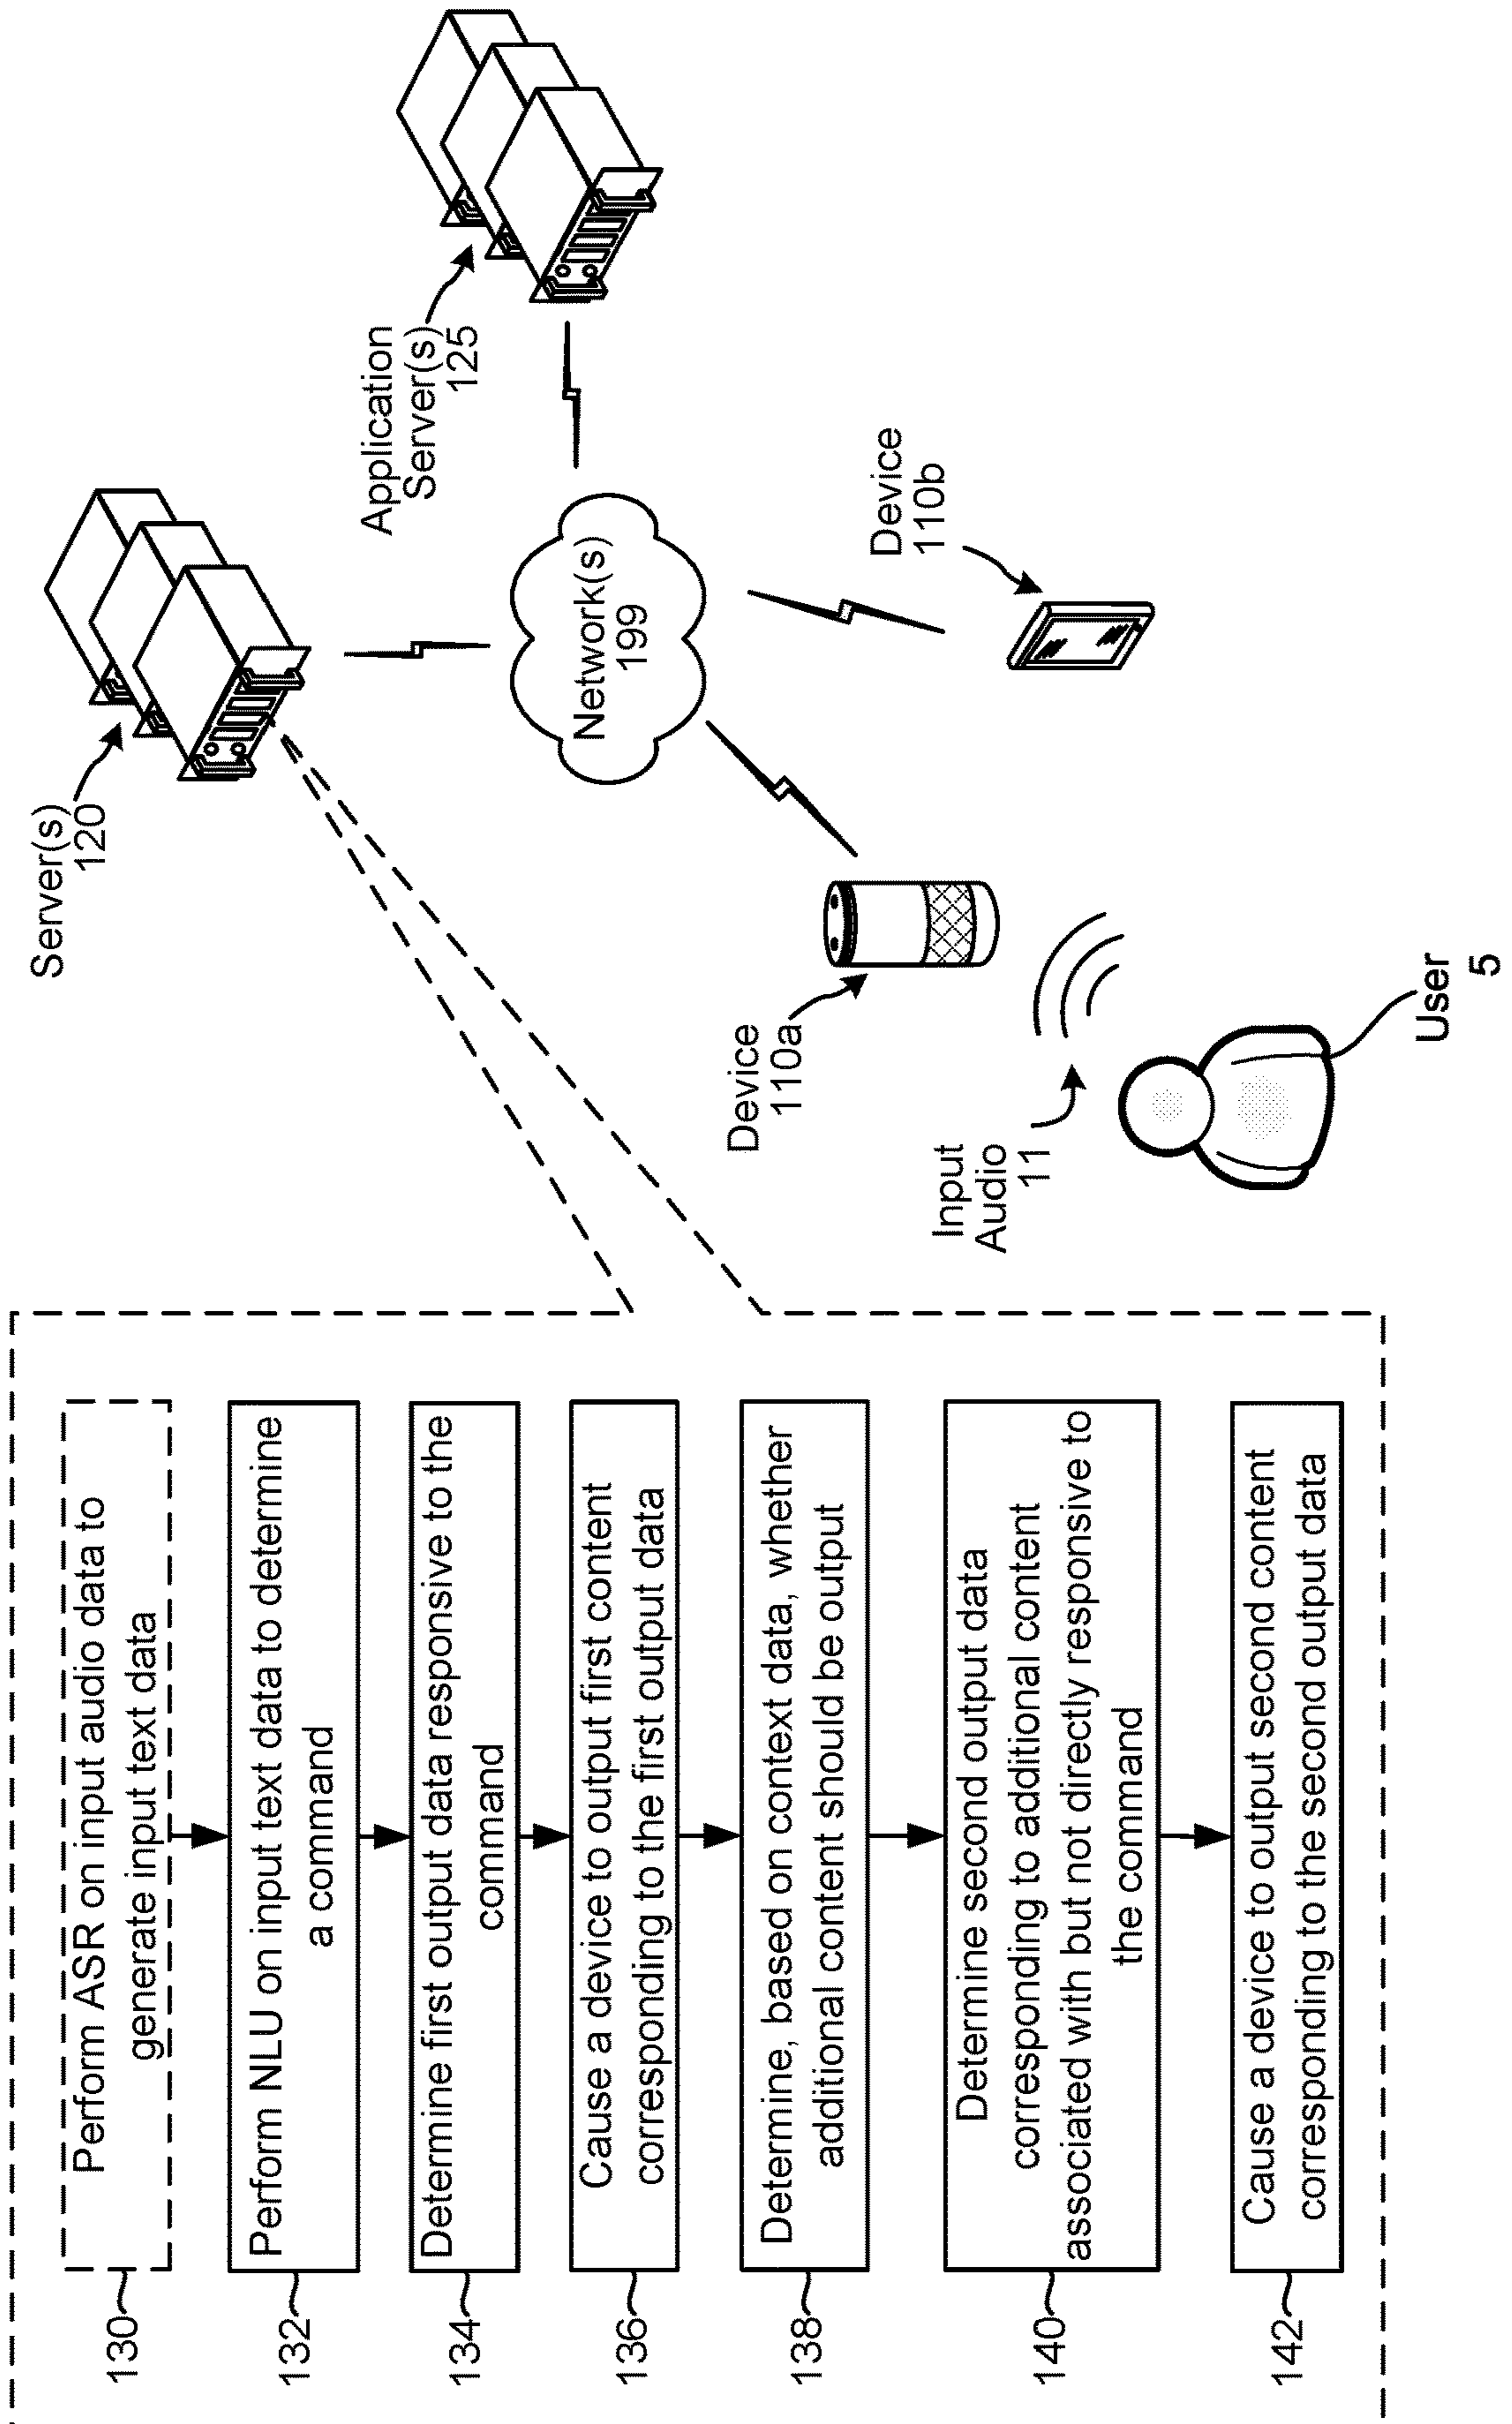 130
Perform ASR on input audio data to
generate input text data
132
Perform NLU on input text data to determine
a command
134
Determine first output data responsive to the
command
136
Cause a device to output first content
corresponding to the first output data
138
Determine, based on context data, whether
additional content should be output
140
Determine second output data
corresponding to additional content
associated with but not directly responsive to
the command
142
Cause a device to output second content
corresponding to the second output data
Server(s)
120
Application
Server(s)
125
Network(s)
199
Device
110a
Device
110b
Input
Audio
11
User
5